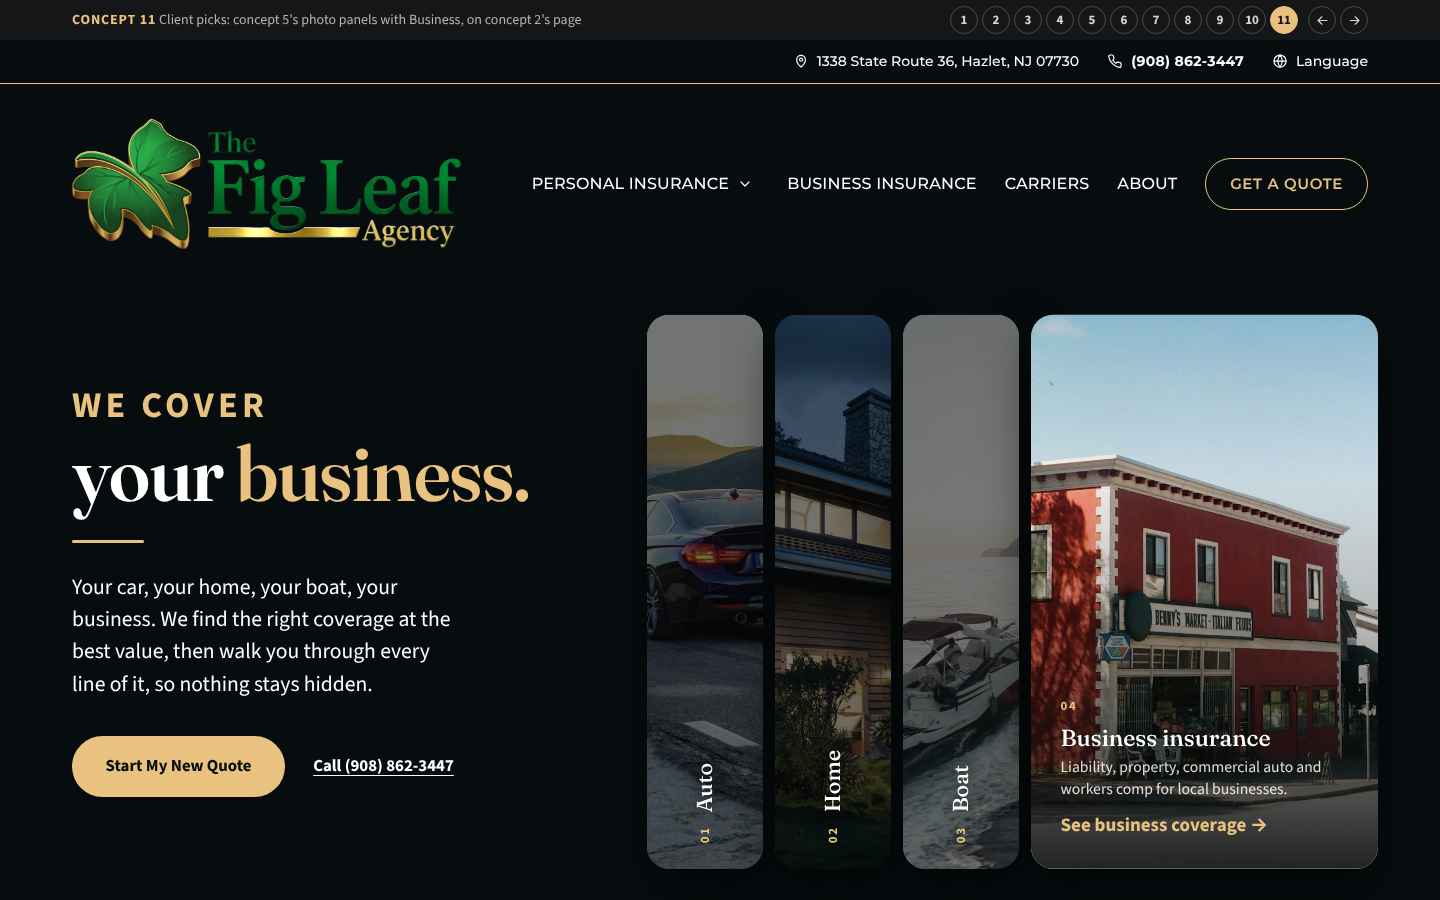 CONCEPT 11 Client picks: concept 5's photo panels with Business, on concept 2's page
1 2 3 4 5 6 7 8 9 10 11 ← →
1338 State Route 36, Hazlet, NJ 07730
(908) 862-3447
Language
The
Fig Leaf
Agency
PERSONAL INSURANCE
BUSINESS INSURANCE
CARRIERS
ABOUT
GET A QUOTE
WE COVER
your business.
Your car, your home, your boat, your
business. We find the right coverage at the
best value, then walk you through every
line of it, so nothing stays hidden.
Start My New Quote
Call (908) 862-3447
01 Auto
02 Home
03 Boat
BENNY'S MARKET · ITALIAN FOODS
04
Business insurance
Liability, property, commercial auto and
workers comp for local businesses.
See business coverage →